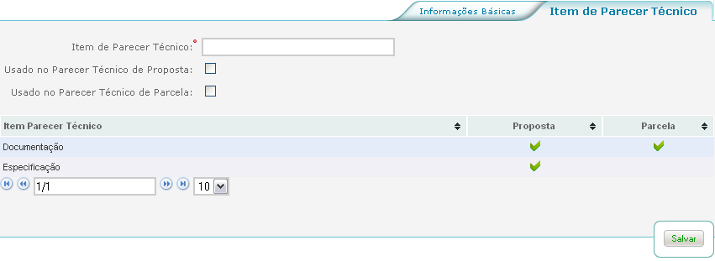 Informações Básicas Item de Parecer Técnico
Item de Parecer Técnico:*
Usado no Parecer Técnico de Proposta:
Usado no Parecer Técnico de Parcela:
Item Parecer Técnico Proposta Parcela
Documentação
Especificação
1/1 10
Salvar